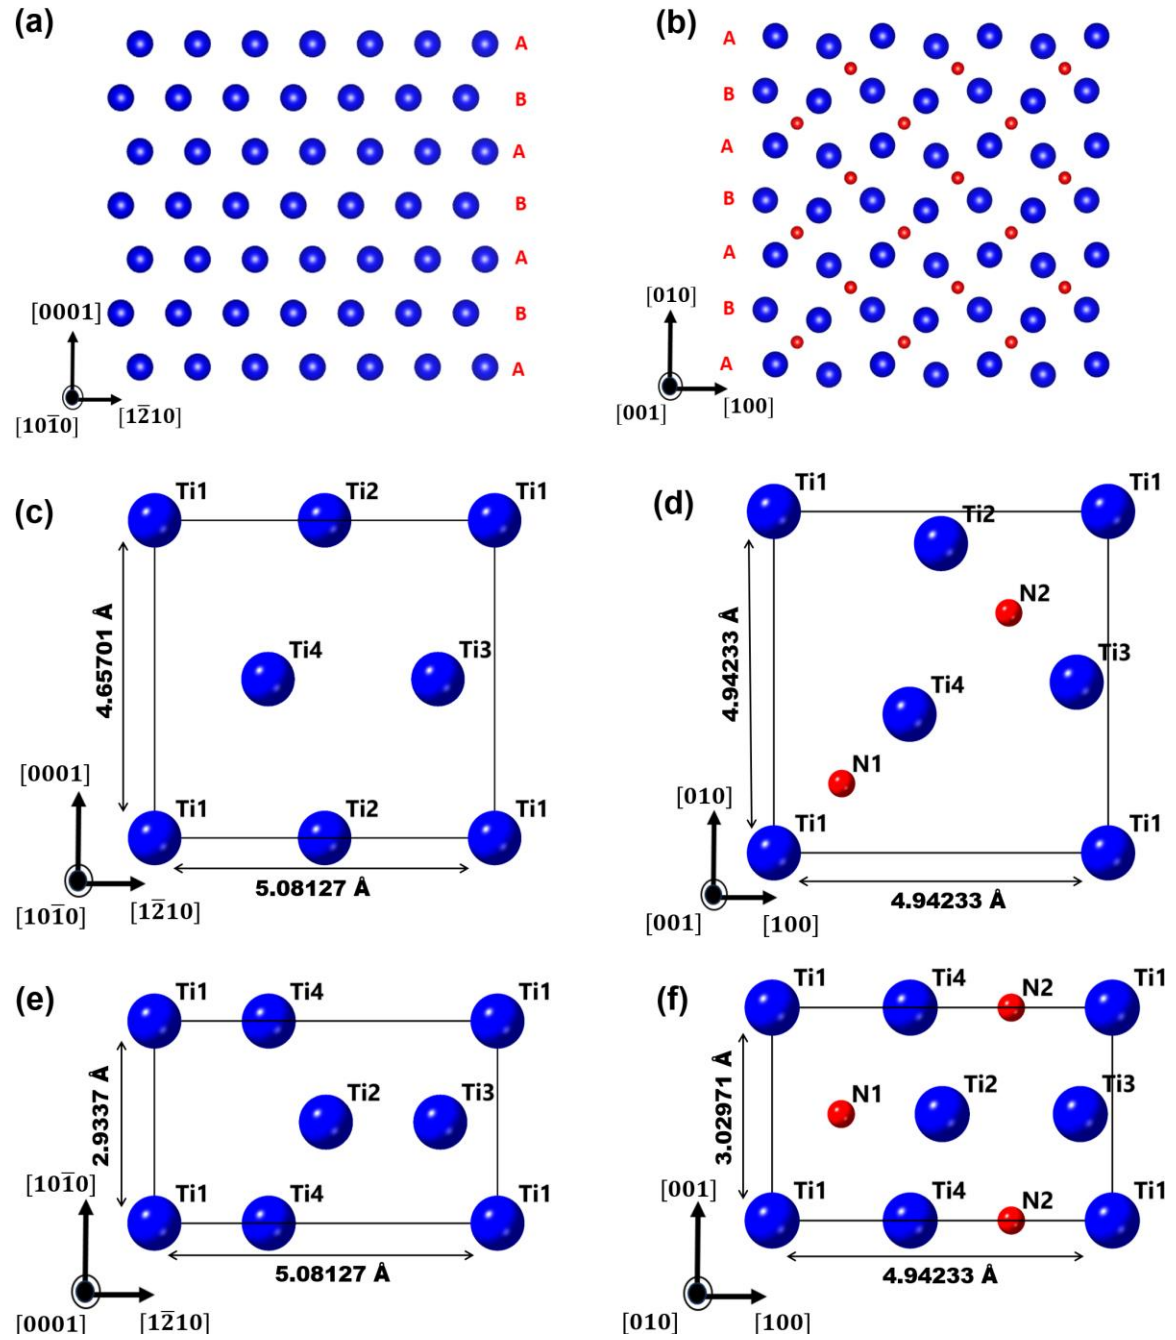 (a)
A
B
A
B
A
B
A
[0001]
[101̅0]
[12̅10]
(b)
A
B
A
B
A
B
A
[010]
[001]
[100]
(c)
Ti1 Ti2 Ti1
4.65701 Å
Ti4 Ti3
Ti1 Ti2 Ti1
5.08127 Å
[0001]
[101̅0]
[12̅10]
(d)
Ti1 Ti1
Ti2
N2
4.94233 Å
Ti3
Ti4
N1
Ti1 Ti1
4.94233 Å
[010]
[001]
[100]
(e)
Ti1 Ti4 Ti1
2.9337 Å
Ti2 Ti3
Ti1 Ti4 Ti1
5.08127 Å
[101̅0]
[0001]
[12̅10]
(f)
Ti1 Ti4 N2 Ti1
3.02971 Å
N1 Ti2 Ti3
Ti1 Ti4 N2 Ti1
4.94233 Å
[001]
[010]
[100]